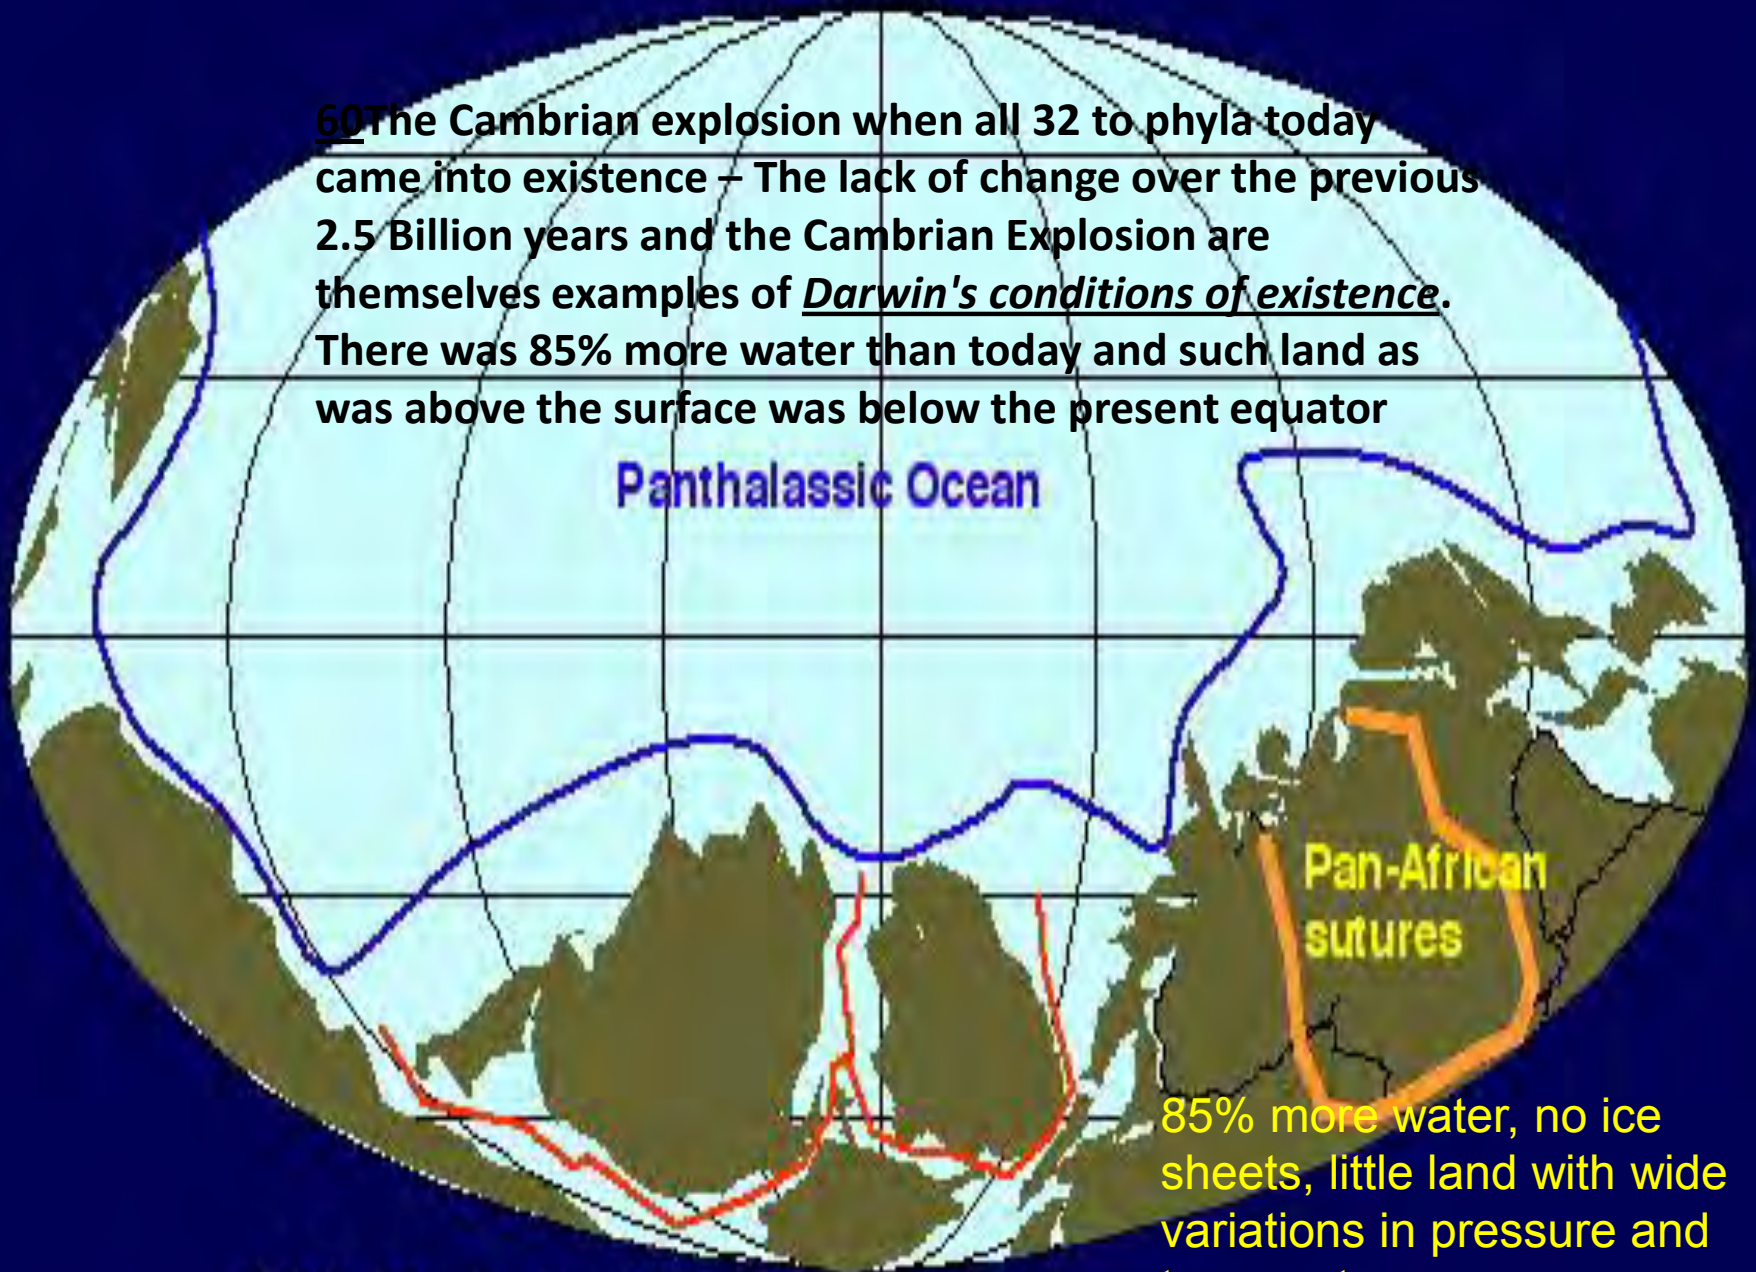 60The Cambrian explosion when all 32 to phyla today
came into existence – The lack of change over the previous
2.5 Billion years and the Cambrian Explosion are
themselves examples of Darwin's conditions of existence.
There was 85% more water than today and such land as
was above the surface was below the present equator
Panthalassic Ocean
Pan-African
sutures
85% more water, no ice
sheets, little land with wide
variations in pressure and